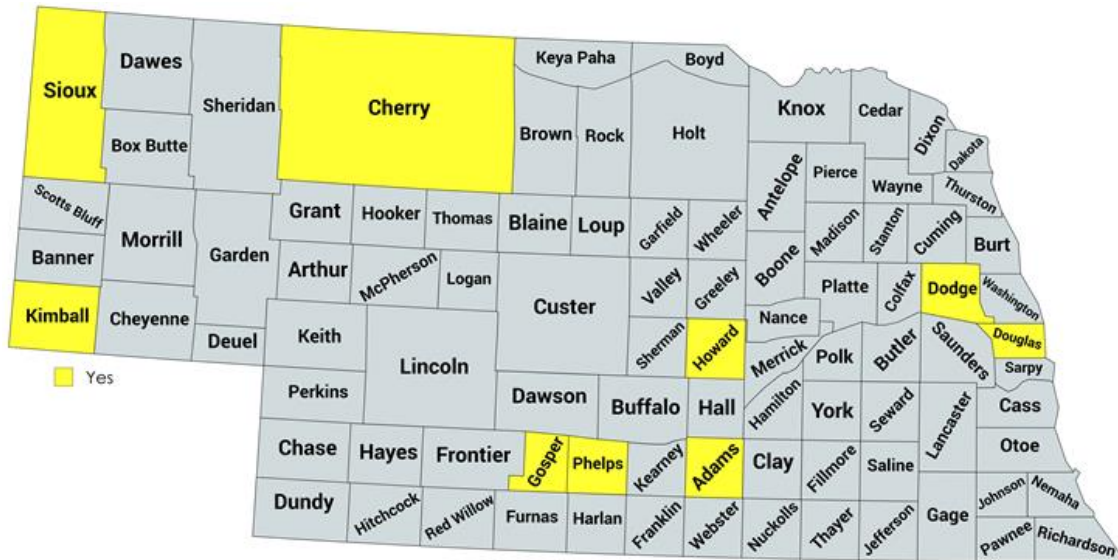 Sioux
Dawes
Sheridan
Cherry
Keya Paha
Boyd
Box Butte
Brown
Rock
Holt
Knox
Cedar
Dixon
Dakota
Scotts Bluff
Morrill
Garden
Grant
Hooker
Thomas
Blaine
Loup
Garfield
Wheeler
Antelope
Pierce
Wayne
Thurston
Banner
Arthur
McPherson
Logan
Custer
Valley
Greeley
Boone
Madison
Stanton
Cuming
Burt
Kimball
Cheyenne
Deuel
Keith
Lincoln
Sherman
Howard
Nance
Platte
Colfax
Dodge
Washington
Yes
Perkins
Dawson
Buffalo
Hall
Merrick
Polk
Butler
Saunders
Douglas
Sarpy
Hamilton
York
Seward
Lancaster
Cass
Chase
Hayes
Frontier
Gosper
Phelps
Kearney
Adams
Clay
Fillmore
Saline
Otoe
Dundy
Hitchcock
Red Willow
Furnas
Harlan
Franklin
Webster
Nuckolls
Thayer
Jefferson
Gage
Johnson
Nemaha
Pawnee
Richardson